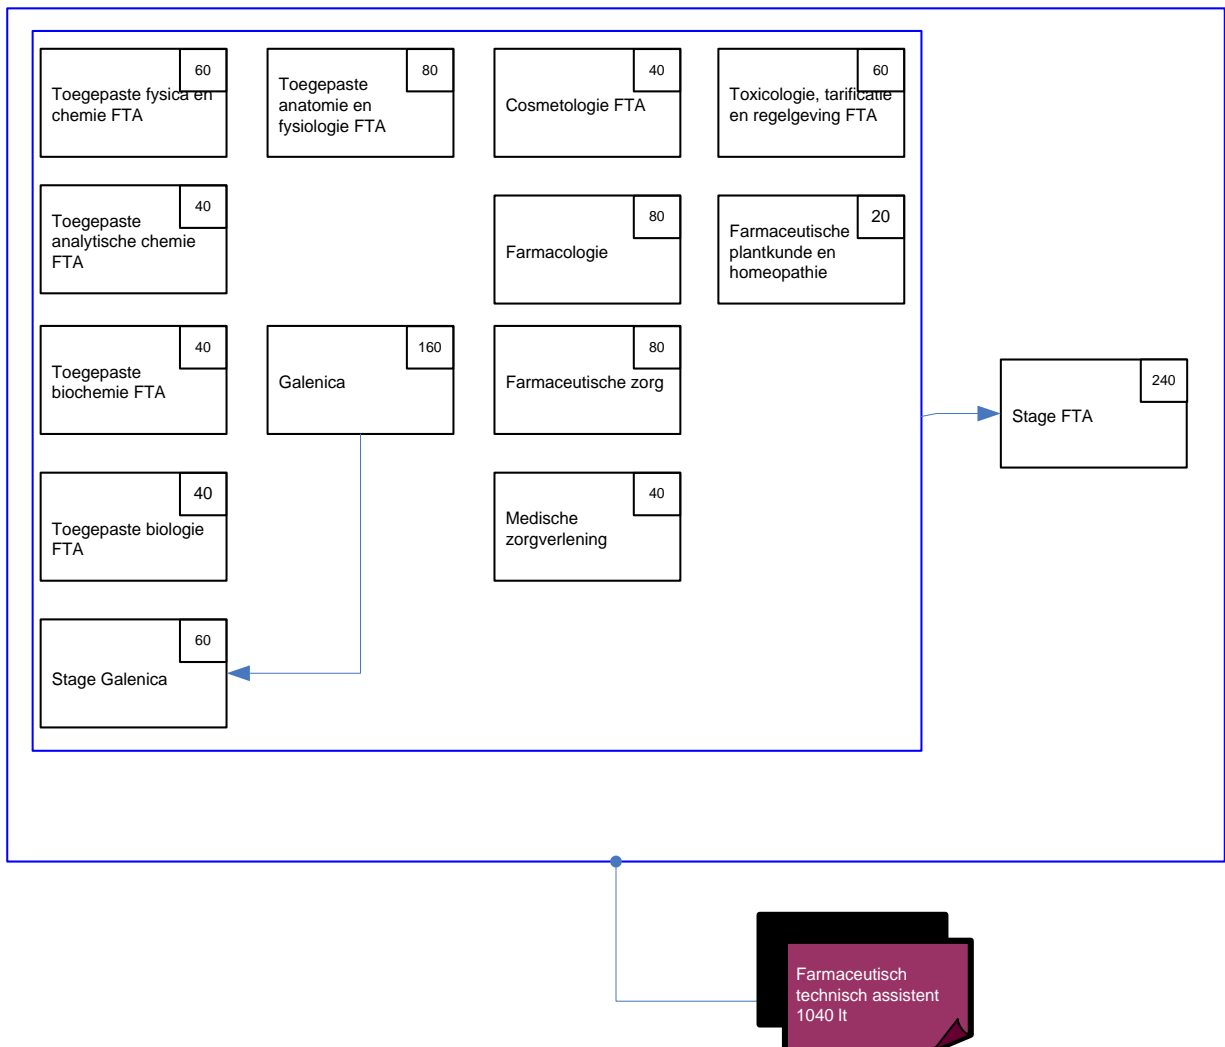 60
Toegepaste fysica en
chemie FTA
80
Toegepaste
anatomie en
fysiologie FTA
40
Cosmetologie FTA
60
Toxicologie, tarificatie
en regelgeving FTA
40
Toegepaste
analytische chemie
FTA
80
Farmacologie
20
Farmaceutische
plantkunde en
homeopathie
40
Toegepaste
biochemie FTA
160
Galenica
80
Farmaceutische zorg
240
Stage FTA
40
Toegepaste biologie
FTA
40
Medische
zorgverlening
60
Stage Galenica
Farmaceutisch
technisch assistent
1040 lt